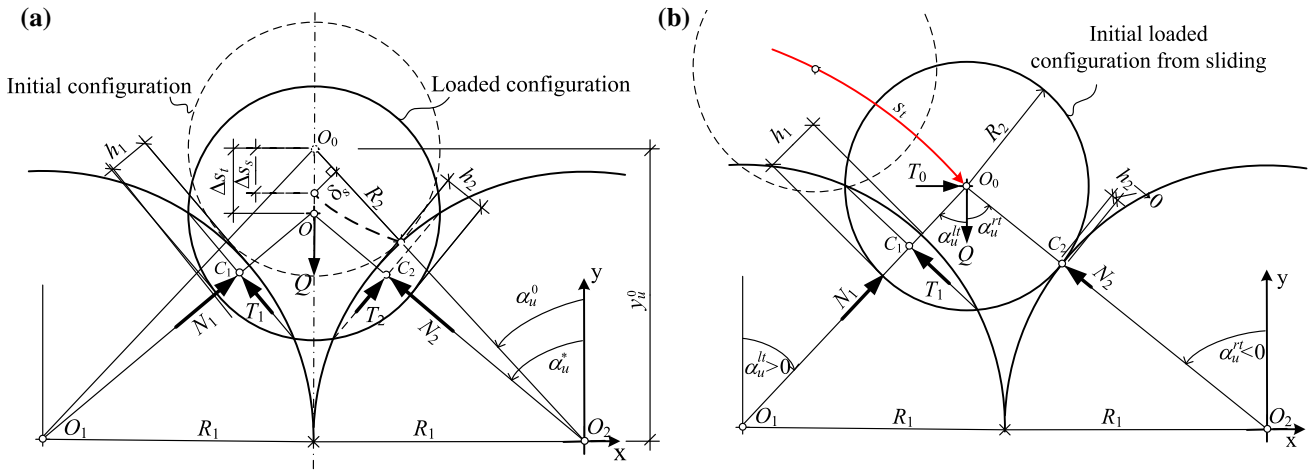 (a)
Initial configuration
Loaded configuration
h₁
O₀
Δsₜ
Δsₛ
δₛ
R₂
h₂
O
C₁
C₂
Q
N₁
T₁
T₂
N₂
αᵤ⁰
αᵤ*
yᵤ⁰
y
x
O₁
R₁
R₁
O₂
(b)
Initial loaded
configuration from sliding
sₜ
h₁
R₂
T₀
O₀
h₂
0
αᵤˡᵗ
αᵤʳᵗ
C₁
Q
C₂
N₁
T₁
N₂
y
αᵤˡᵗ>0
αᵤʳᵗ<0
O₁
R₁
R₁
O₂
x